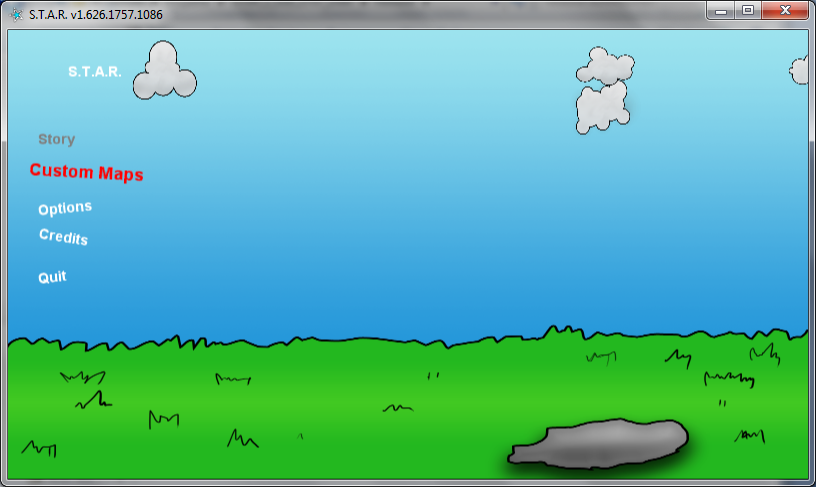 S.T.A.R. v1.626.1757.1086
S.T.A.R.
Story
Custom Maps
Options
Credits
Quit